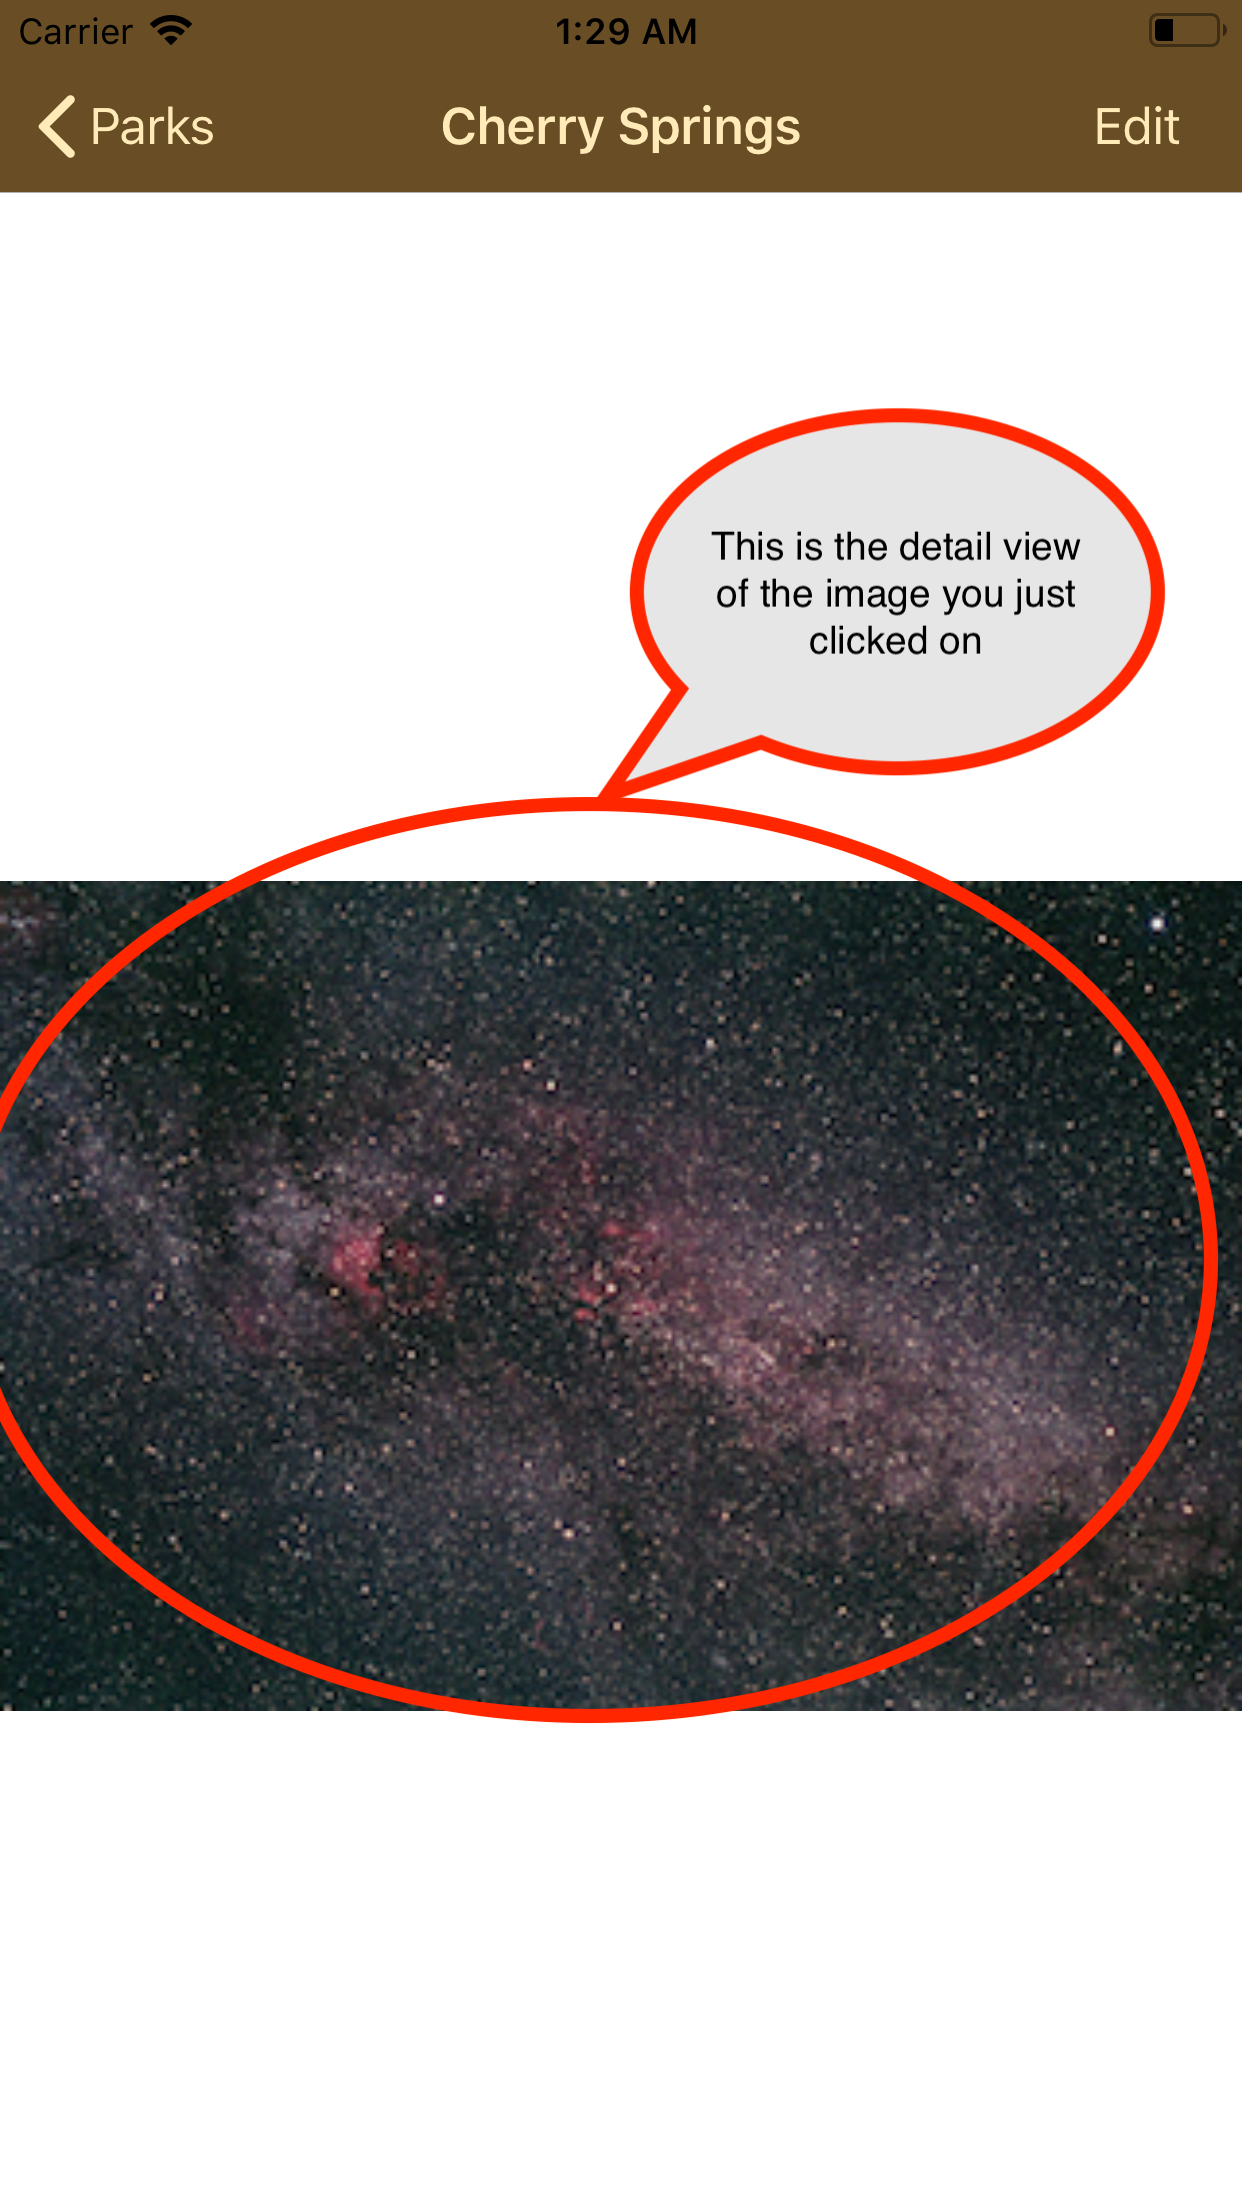 Carrier 1:29 AM
Parks Cherry Springs Edit
This is the detail view
of the image you just
clicked on